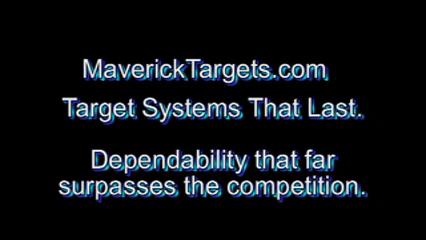 MaverickTargets.com
Target Systems That Last.
Dependability that far
surpasses the competition.